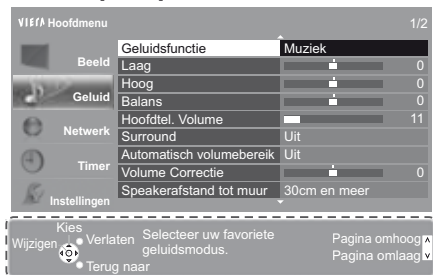 VIERA Hoofdmenu 1/2
Beeld
Geluid
Netwerk
Timer
Instellingen
Geluidsfunctie Muziek
Laag 0
Hoog 0
Balans 0
Hoofdtel. Volume 11
Surround Uit
Automatisch volumebereik Uit
Volume Correctie 0
Speakerafstand tot muur 30cm en meer
Kies
Wijzigen
Verlaten
Terug naar
Selecteer uw favoriete
geluidsmodus.
Pagina omhoog
Pagina omlaag